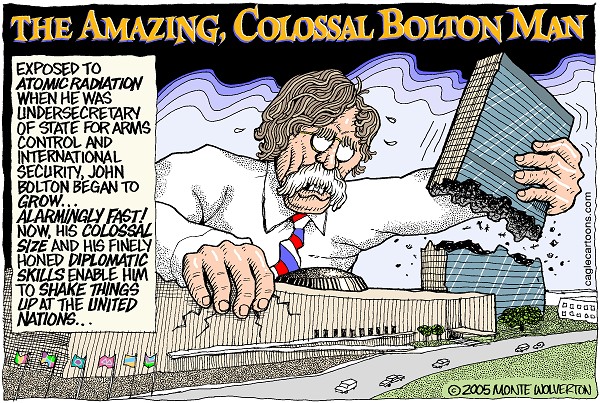 THE AMAZING, COLOSSAL BOLTON MAN
EXPOSED TO
ATOMIC RADIATION
WHEN HE WAS
UNDERSECRETARY
OF STATE FOR ARMS
CONTROL AND
INTERNATIONAL
SECURITY, JOHN
BOLTON BEGAN TO
GROW...
ALARMINGLY FAST!
NOW, HIS COLOSSAL
SIZE AND HIS FINELY
HONED DIPLOMATIC
SKILLS ENABLE HIM
TO SHAKE THINGS
UP AT THE UNITED
NATIONS...
caglecartoons.com
© 2005 MONTE WOLVERTON